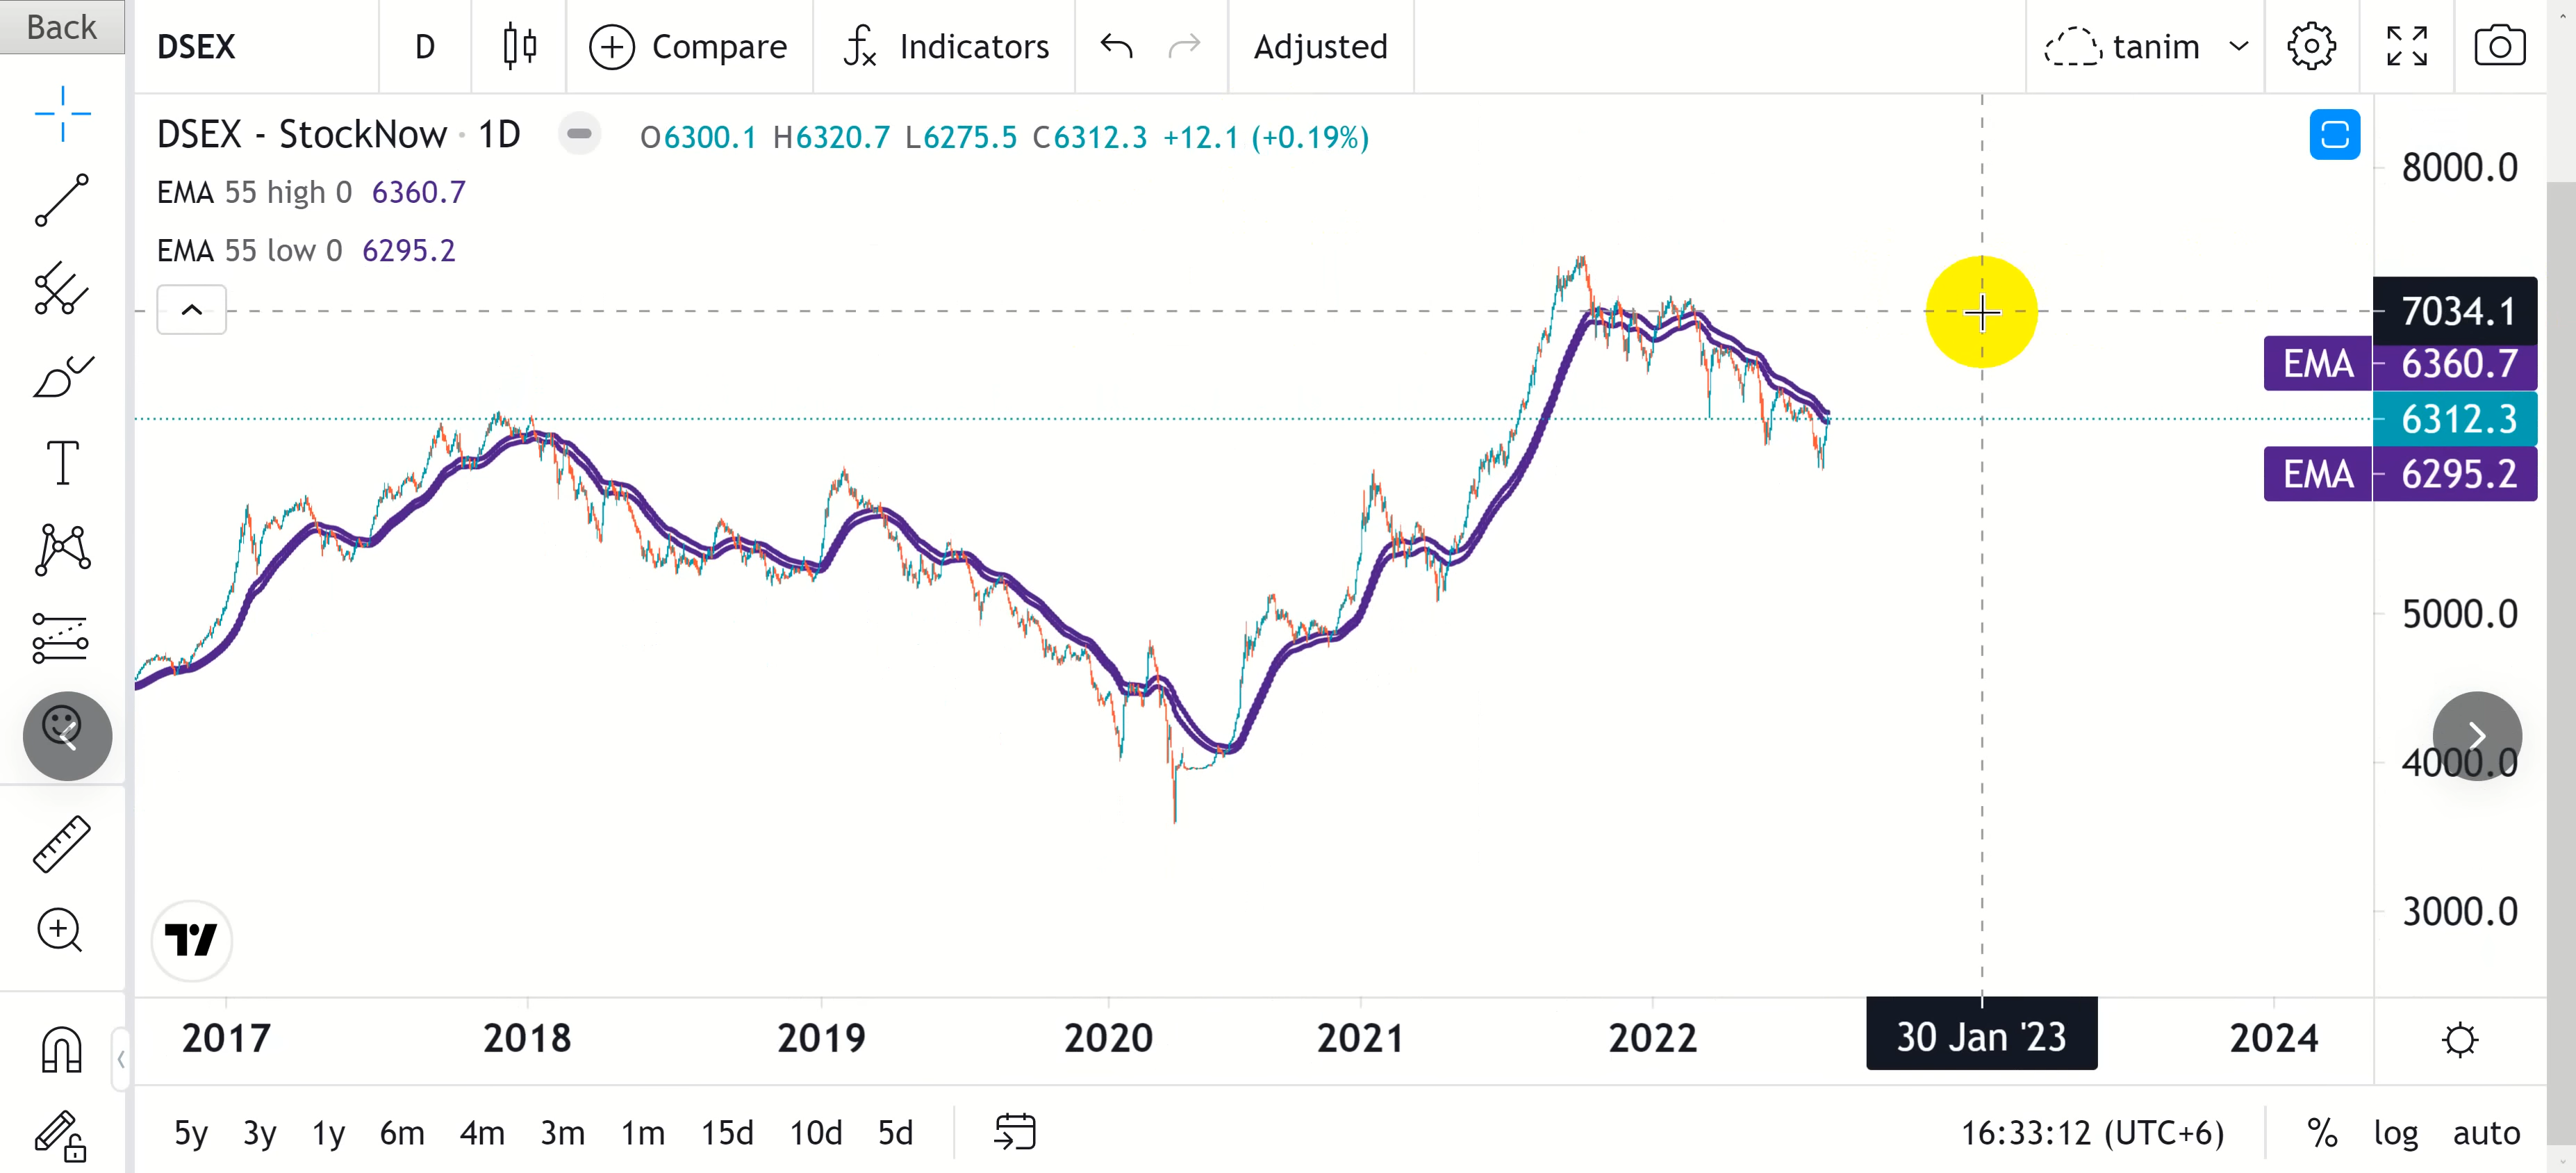 Back
DSEX D Compare fx Indicators Adjusted tanim
DSEX - StockNow · 1D O6300.1 H6320.7 L6275.5 C6312.3 +12.1 (+0.19%)
EMA 55 high 0 6360.7
EMA 55 low 0 6295.2
8000.0
7034.1
EMA 6360.7
6312.3
EMA 6295.2
5000.0
4000.0
3000.0
2017 2018 2019 2020 2021 2022 30 Jan '23 2024
5y 3y 1y 6m 4m 3m 1m 15d 10d 5d 16:33:12 (UTC+6) % log auto